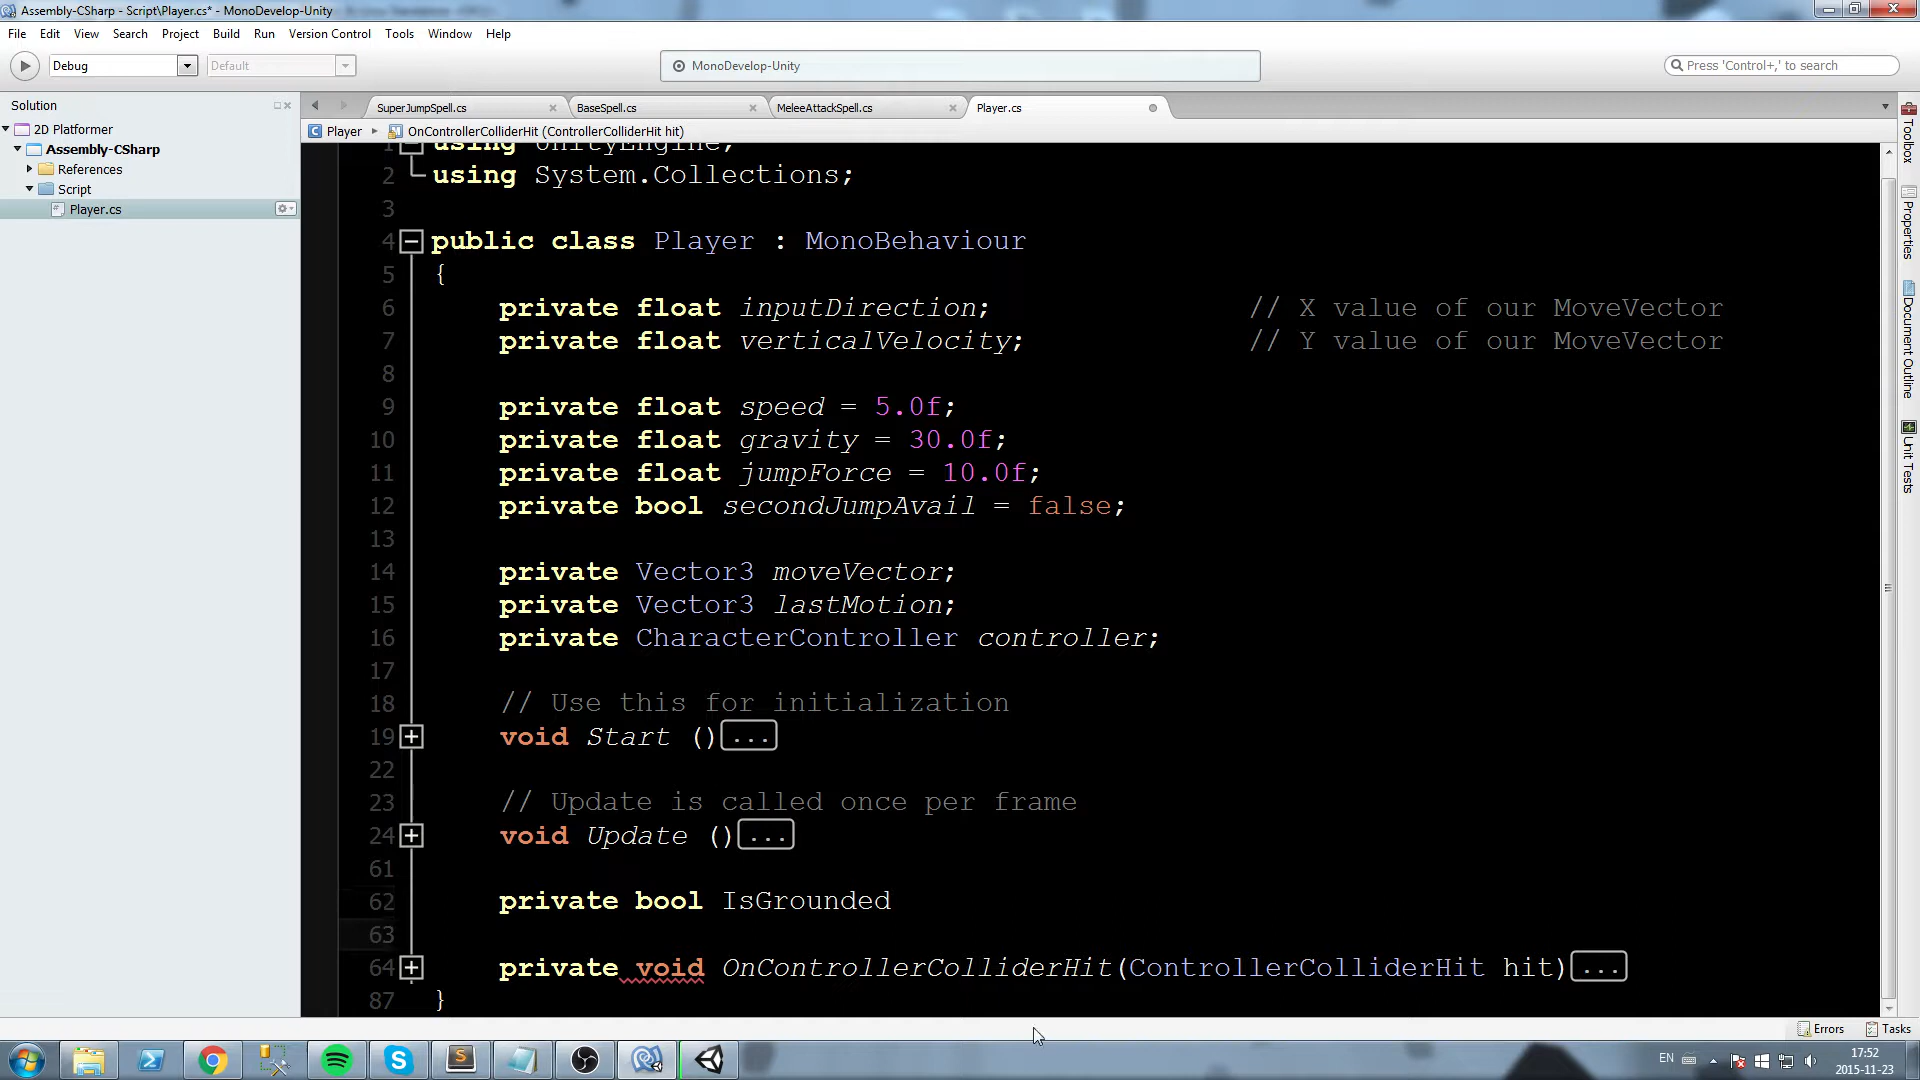 Assembly-CSharp - Script\Player.cs* - MonoDevelop-Unity
File Edit View Search Project Build Run Version Control Tools Window Help
Debug Default MonoDevelop-Unity Press 'Control+,' to search
Solution
SuperJumpSpell.cs BaseSpell.cs MeleeAttackSpell.cs Player.cs
Player OnControllerColliderHit (ControllerColliderHit hit)
2D Platformer
Assembly-CSharp
References
Script
Player.cs
1 using UnityEngine;
2 using System.Collections;
3
4 public class Player : MonoBehaviour
5 {
6 private float inputDirection; // X value of our MoveVector
7 private float verticalVelocity; // Y value of our MoveVector
8
9 private float speed = 5.0f;
10 private float gravity = 30.0f;
11 private float jumpForce = 10.0f;
12 private bool secondJumpAvail = false;
13
14 private Vector3 moveVector;
15 private Vector3 lastMotion;
16 private CharacterController controller;
17
18 // Use this for initialization
19 void Start ()...
22
23 // Update is called once per frame
24 void Update ()...
61
62 private bool IsGrounded
63
64 private void OnControllerColliderHit(ControllerColliderHit hit)...
87 }
Toolbox
Properties
Document Outline
Unit Tests
Errors Tasks
EN
17:52
2015-11-23